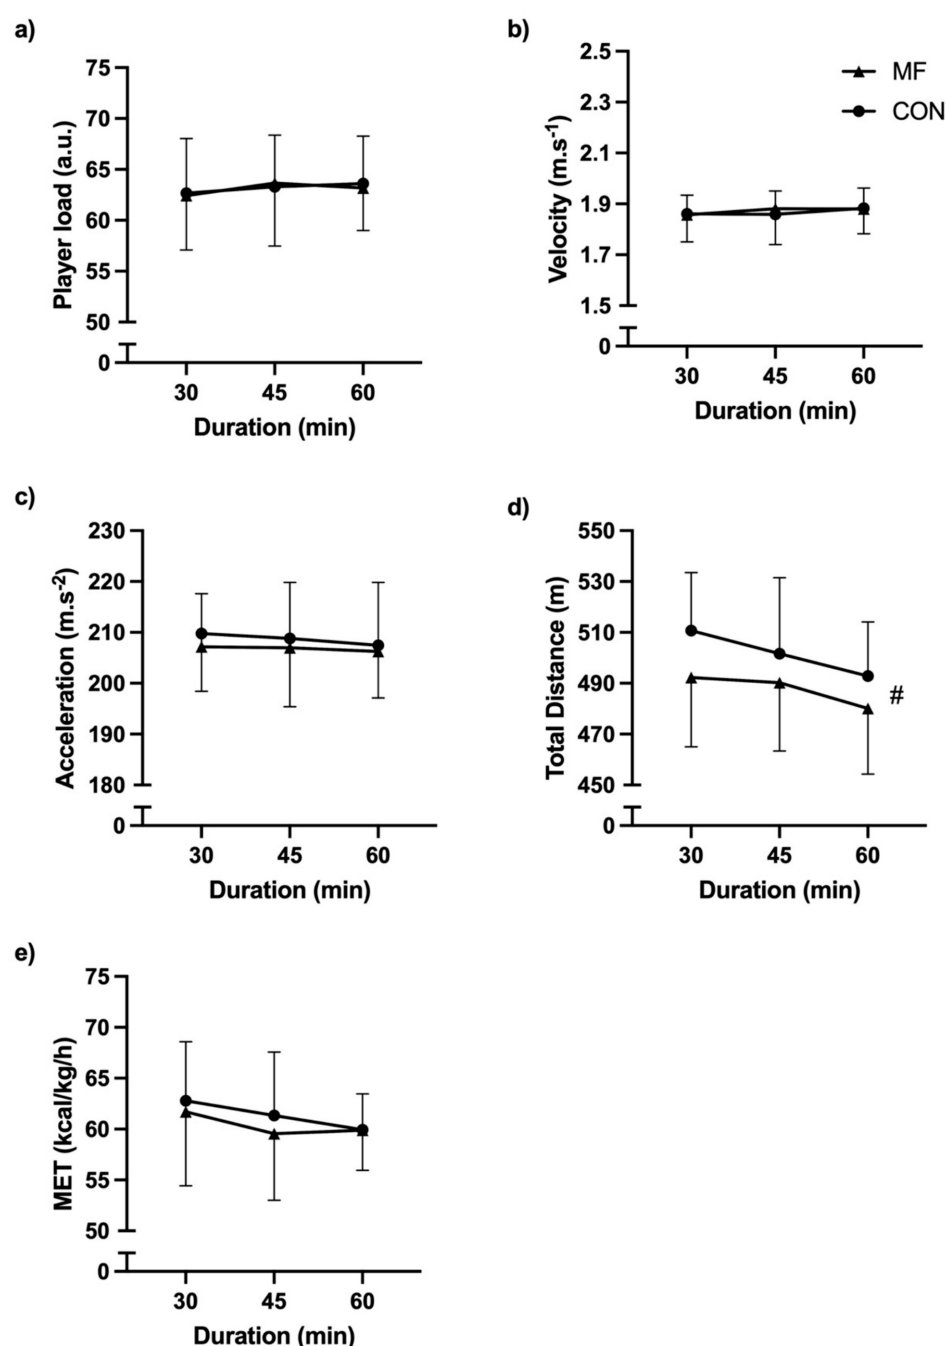 a)
75
70
65
60
55
50
0
Player load (a.u.)
30 45 60
Duration (min)
b)
2.5
2.3
2.1
1.9
1.7
1.5
0
Velocity (m.s-1)
MF
CON
30 45 60
Duration (min)
c)
230
220
210
200
190
180
0
Acceleration (m.s-2)
30 45 60
Duration (min)
d)
550
530
510
490
470
450
0
Total Distance (m)
#
30 45 60
Duration (min)
e)
75
70
65
60
55
50
0
MET (kcal/kg/h)
30 45 60
Duration (min)